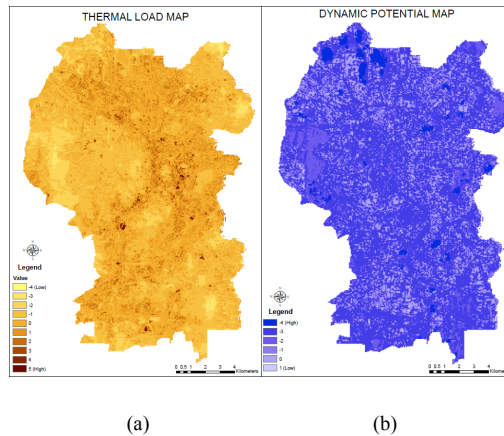 THERMAL LOAD MAP
Legend
Value
-4 (Low)
-3
-2
-1
0
1
2
3
4
5 (High)
0 0.5 1 2 3 4
Kilometers
DYNAMIC POTENTIAL MAP
Legend
-4 (High)
-3
-2
-1
0
1 (Low)
0 0.5 1 2 3 4
Kilometers
(a)
(b)